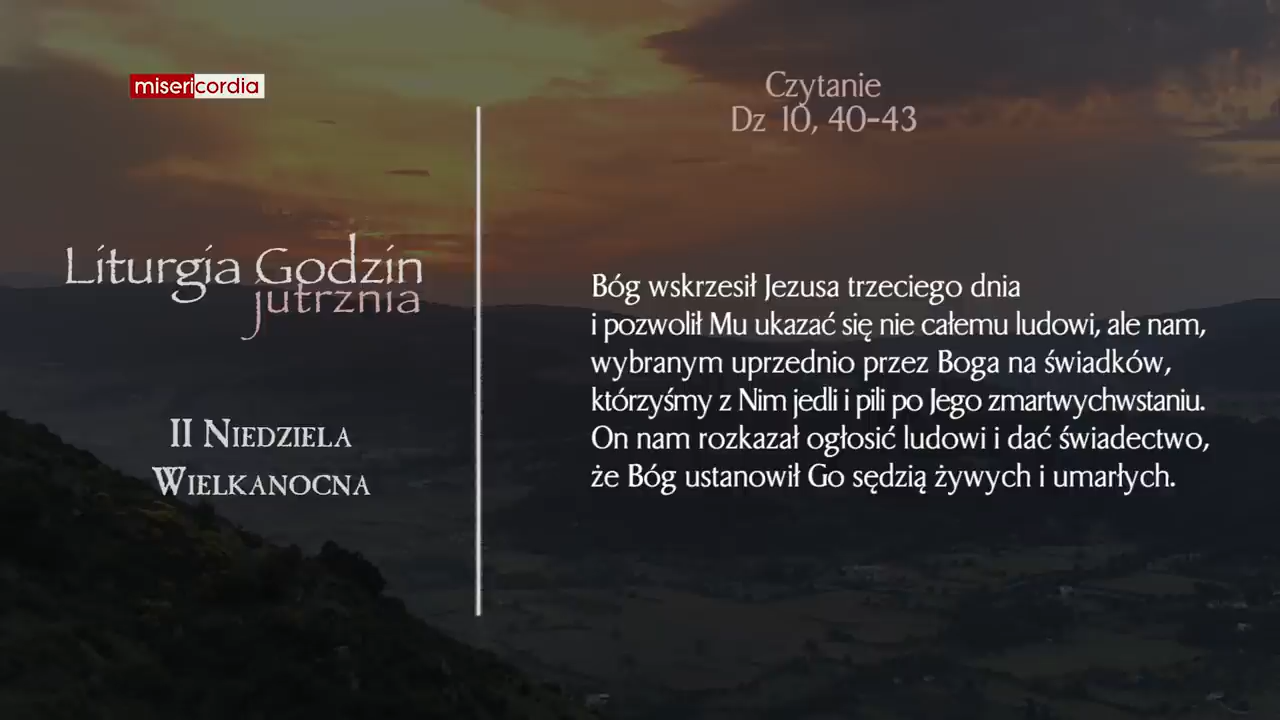 misericordia
Liturgia Godzin
jutrznia
II Niedziela
Wielkanocna
Czytanie
Dz 10, 40-43
Bóg wskrzesił Jezusa trzeciego dnia
i pozwolił Mu ukazać się nie całemu ludowi, ale nam,
wybranym uprzednio przez Boga na świadków,
którzyśmy z Nim jedli i pili po Jego zmartwychwstaniu.
On nam rozkazał ogłosić ludowi i dać świadectwo,
że Bóg ustanowił Go sędzią żywych i umarłych.